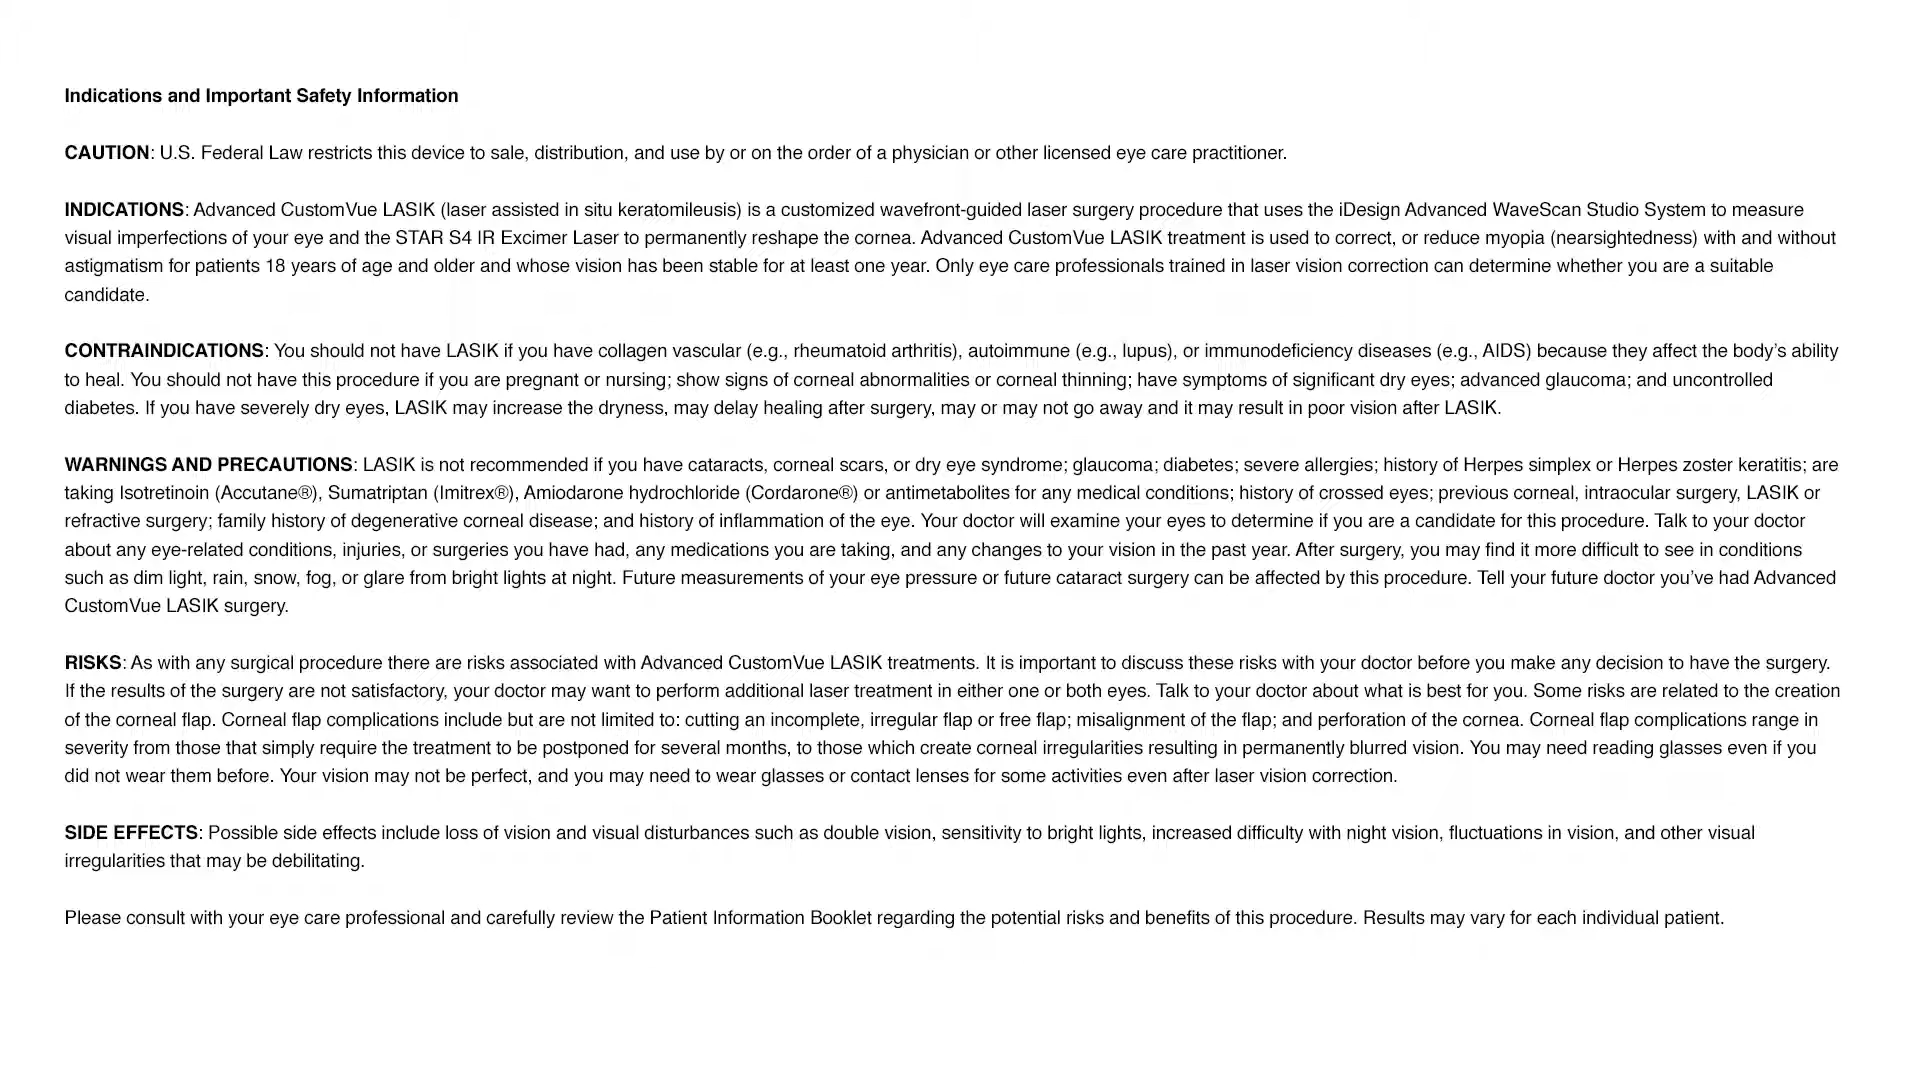 Indications and Important Safety Information
CAUTION: U.S. Federal Law restricts this device to sale, distribution, and use by or on the order of a physician or other licensed eye care practitioner.
INDICATIONS: Advanced CustomVue LASIK (laser assisted in situ keratomileusis) is a customized wavefront-guided laser surgery procedure that uses the iDesign Advanced WaveScan Studio System to measure
visual imperfections of your eye and the STAR S4 IR Excimer Laser to permanently reshape the cornea. Advanced CustomVue LASIK treatment is used to correct, or reduce myopia (nearsightedness) with and without
astigmatism for patients 18 years of age and older and whose vision has been stable for at least one year. Only eye care professionals trained in laser vision correction can determine whether you are a suitable
candidate.
CONTRAINDICATIONS: You should not have LASIK if you have collagen vascular (e.g., rheumatoid arthritis), autoimmune (e.g., lupus), or immunodeficiency diseases (e.g., AIDS) because they affect the body's ability
to heal. You should not have this procedure if you are pregnant or nursing; show signs of corneal abnormalities or corneal thinning; have symptoms of significant dry eyes; advanced glaucoma; and uncontrolled
diabetes. If you have severely dry eyes, LASIK may increase the dryness, may delay healing after surgery, may or may not go away and it may result in poor vision after LASIK.
WARNINGS AND PRECAUTIONS: LASIK is not recommended if you have cataracts, corneal scars, or dry eye syndrome; glaucoma; diabetes; severe allergies; history of Herpes simplex or Herpes zoster keratitis; are
taking Isotretinoin (Accutane®), Sumatriptan (Imitrex®), Amiodarone hydrochloride (Cordarone®) or antimetabolites for any medical conditions; history of crossed eyes; previous corneal, intraocular surgery, LASIK or
refractive surgery; family history of degenerative corneal disease; and history of inflammation of the eye. Your doctor will examine your eyes to determine if you are a candidate for this procedure. Talk to your doctor
about any eye-related conditions, injuries, or surgeries you have had, any medications you are taking, and any changes to your vision in the past year. After surgery, you may find it more difficult to see in conditions
such as dim light, rain, snow, fog, or glare from bright lights at night. Future measurements of your eye pressure or future cataract surgery can be affected by this procedure. Tell your future doctor you've had Advanced
CustomVue LASIK surgery.
RISKS: As with any surgical procedure there are risks associated with Advanced CustomVue LASIK treatments. It is important to discuss these risks with your doctor before you make any decision to have the surgery.
If the results of the surgery are not satisfactory, your doctor may want to perform additional laser treatment in either one or both eyes. Talk to your doctor about what is best for you. Some risks are related to the creation
of the corneal flap. Corneal flap complications include but are not limited to: cutting an incomplete, irregular flap or free flap; misalignment of the flap; and perforation of the cornea. Corneal flap complications range in
severity from those that simply require the treatment to be postponed for several months, to those which create corneal irregularities resulting in permanently blurred vision. You may need reading glasses even if you
did not wear them before. Your vision may not be perfect, and you may need to wear glasses or contact lenses for some activities even after laser vision correction.
SIDE EFFECTS: Possible side effects include loss of vision and visual disturbances such as double vision, sensitivity to bright lights, increased difficulty with night vision, fluctuations in vision, and other visual
irregularities that may be debilitating.
Please consult with your eye care professional and carefully review the Patient Information Booklet regarding the potential risks and benefits of this procedure. Results may vary for each individual patient.